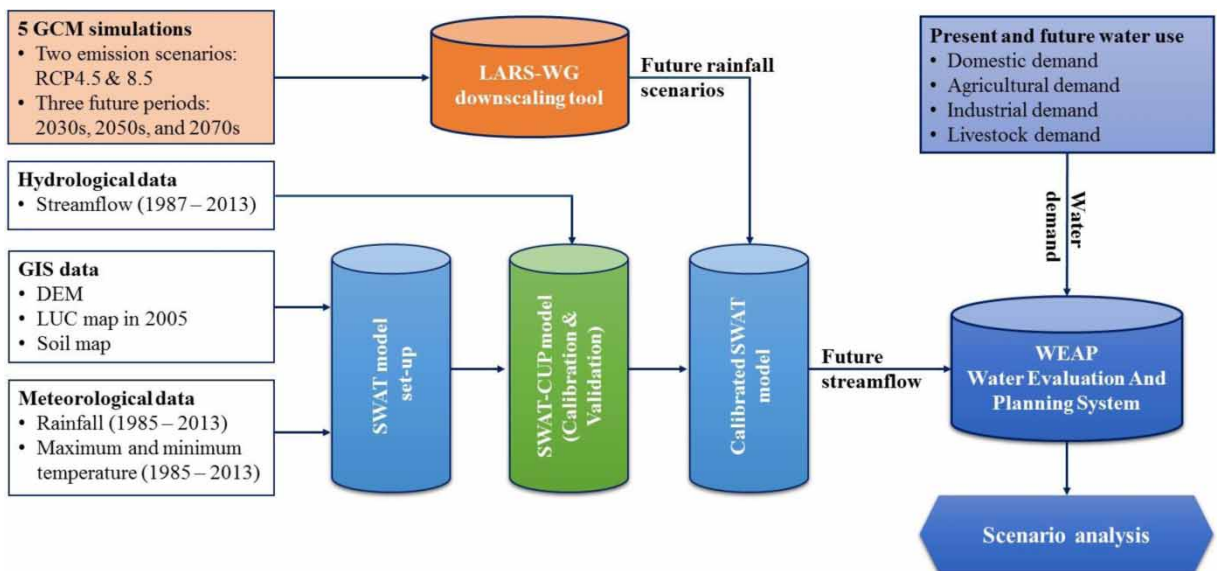 5 GCM simulations
• Two emission scenarios:
RCP4.5 & 8.5
• Three future periods:
2030s, 2050s, and 2070s
LARS-WG
downscaling tool
Future rainfall
scenarios
Present and future water use
• Domestic demand
• Agricultural demand
• Industrial demand
• Livestock demand
Hydrological data
• Streamflow (1987 – 2013)
Water
demand
GIS data
• DEM
• LUC map in 2005
• Soil map
Meteorological data
• Rainfall (1985 – 2013)
• Maximum and minimum
temperature (1985 – 2013)
SWAT model
set-up
SWAT-CUP model
(Calibration &
Validation)
Calibrated SWAT
model
Future
streamflow
WEAP
Water Evaluation And
Planning System
Scenario analysis